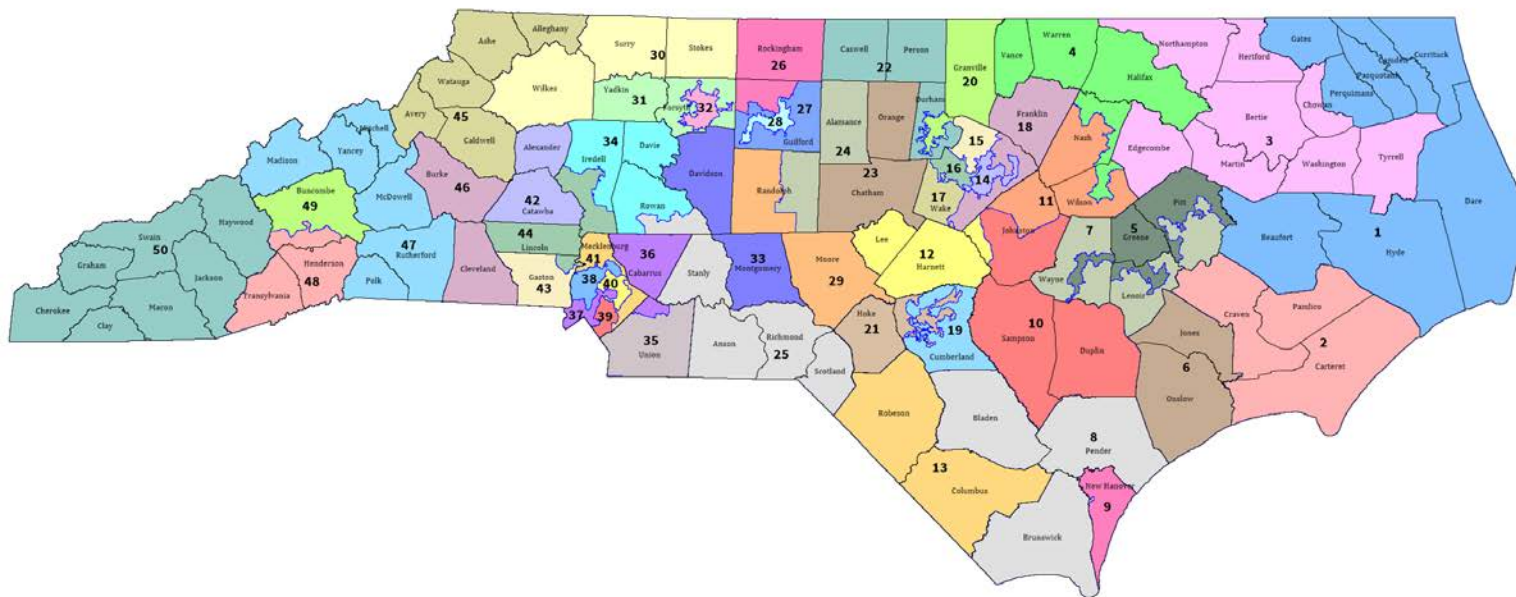 Alleghany
Ashe
Surry
30
Stokes
Rockingham
26
Caswell
Person
22
Granville
20
Vance
Warren
4
Northampton
Hertford
Gates
Camden
Currituck
Pasquotank
Perquimans
Chowan
Halifax
Watauga
Wilkes
Yadkin
31
Forsyth
32
27
28
Guilford
Alamance
24
Orange
Durham
Franklin
18
Nash
Bertie
3
Avery
45
Caldwell
Mitchell
Yancey
Madison
Alexander
34
Iredell
Davie
15
16
14
Edgecombe
Martin
Washington
Tyrrell
Buncombe
49
McDowell
Burke
46
42
Catawba
Davidson
Randolph
23
Chatham
17
Wake
11
Wilson
Rowan
Dare
Haywood
Swain
50
Graham
Jackson
47
Rutherford
44
Lincoln
Mecklenburg
41
36
Cabarrus
Lee
12
Harnett
Johnston
7
5
Greene
Pitt
Beaufort
1
Hyde
Henderson
48
Transylvania
Polk
Cleveland
Gaston
43
38
40
Stanly
33
Montgomery
Moore
29
Wayne
Lenoir
Macon
Cherokee
Clay
37
39
35
Union
Anson
Richmond
25
Scotland
Hoke
21
19
Cumberland
10
Sampson
Duplin
Jones
6
Onslow
Craven
Pamlico
2
Carteret
Robeson
Bladen
8
Pender
13
Columbus
New Hanover
9
Brunswick